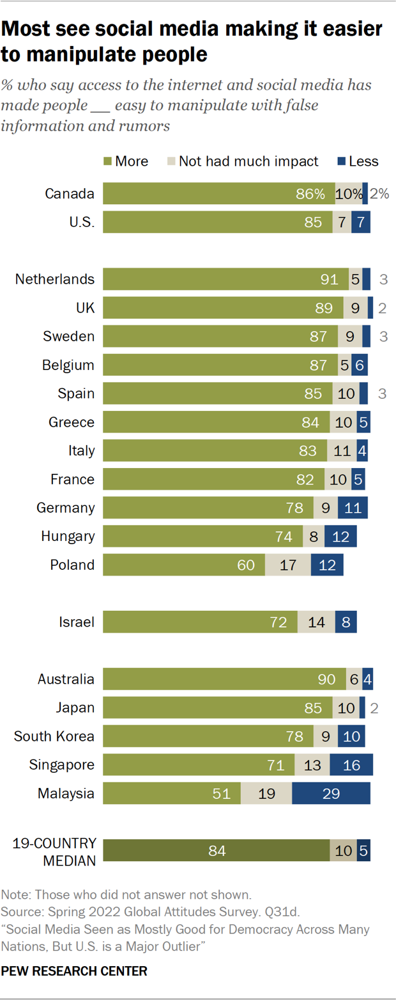 Most see social media making it easier
to manipulate people
% who say access to the internet and social media has
made people __ easy to manipulate with false
information and rumors
More Not had much impact Less
Canada 86% 10% 2%
U.S. 85 7 7
Netherlands 91 5 3
UK 89 9 2
Sweden 87 9 3
Belgium 87 5 6
Spain 85 10 3
Greece 84 10 5
Italy 83 11 4
France 82 10 5
Germany 78 9 11
Hungary 74 8 12
Poland 60 17 12
Israel 72 14 8
Australia 90 6 4
Japan 85 10 2
South Korea 78 9 10
Singapore 71 13 16
Malaysia 51 19 29
19-COUNTRY
MEDIAN 84 10 5
Note: Those who did not answer not shown.
Source: Spring 2022 Global Attitudes Survey. Q31d.
“Social Media Seen as Mostly Good for Democracy Across Many
Nations, But U.S. is a Major Outlier”
PEW RESEARCH CENTER